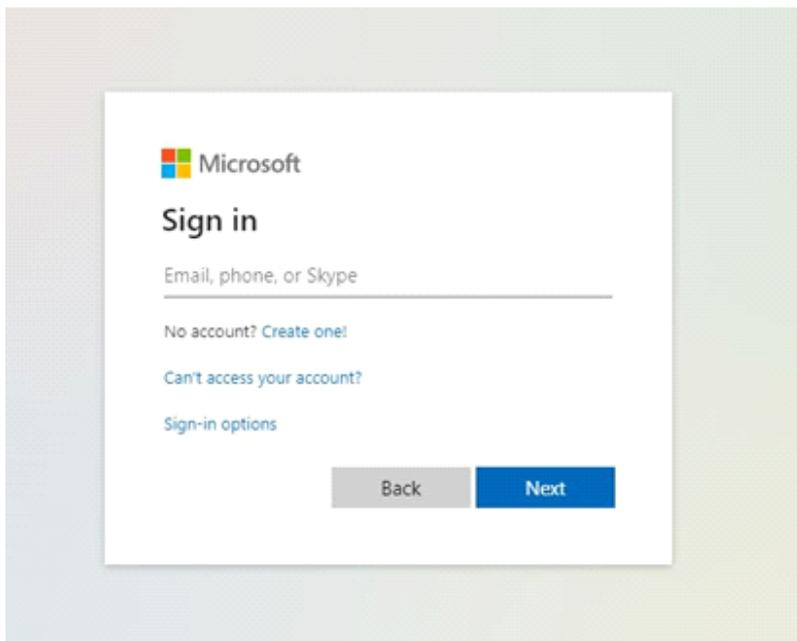 Microsoft
Sign in
Email, phone, or Skype
No account? Create one!
Can't access your account?
Sign-in options
Back Next